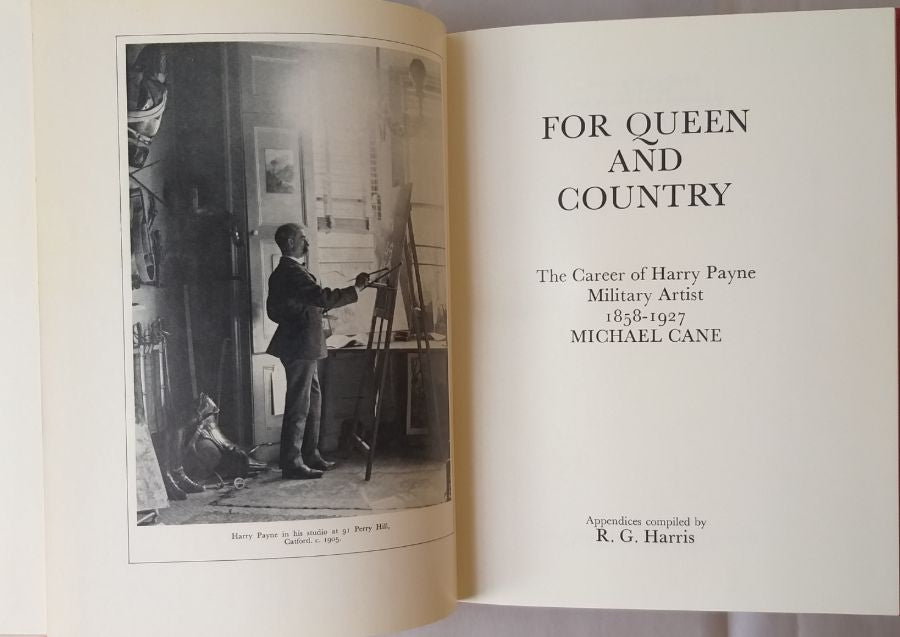 Harry Payne in his studio at 91 Perry Hill,
Catford. c. 1905.
FOR QUEEN
AND
COUNTRY
The Career of Harry Payne
Military Artist
1858-1927
MICHAEL CANE
Appendices compiled by
R. G. Harris